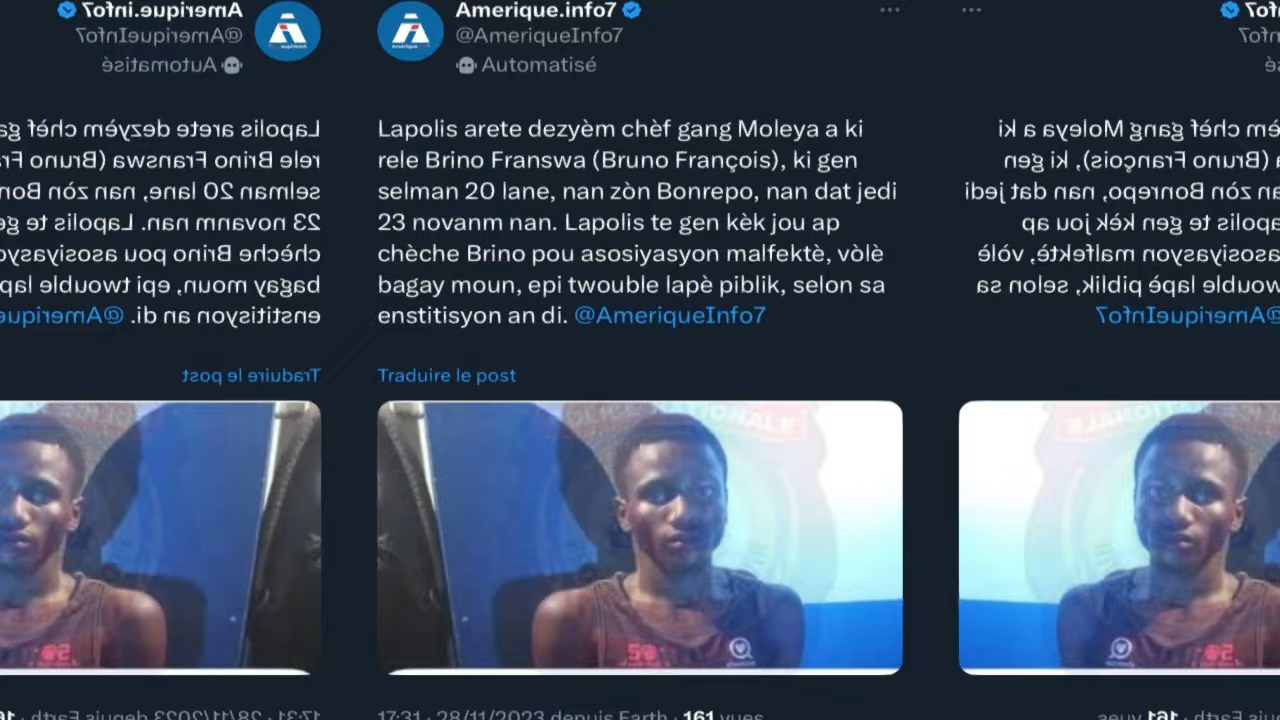 Amerique.info7
@AmeriqueInfo7
Automatisé
Lapolis arete dezyèm chèf gang Moleya a ki
rele Brino Franswa (Bruno François), ki gen
selman 20 lane, nan zòn Bonrepo, nan dat jedi
23 novanm nan. Lapolis te gen kèk jou ap
chèche Brino pou asosiyasyon malfektè, vòlè
bagay moun, epi twouble lapè piblik, selon sa
enstitisyon an di. @AmeriqueInfo7
Traduire le post
17:31 · 28/11/2023 depuis Earth · 161 vues